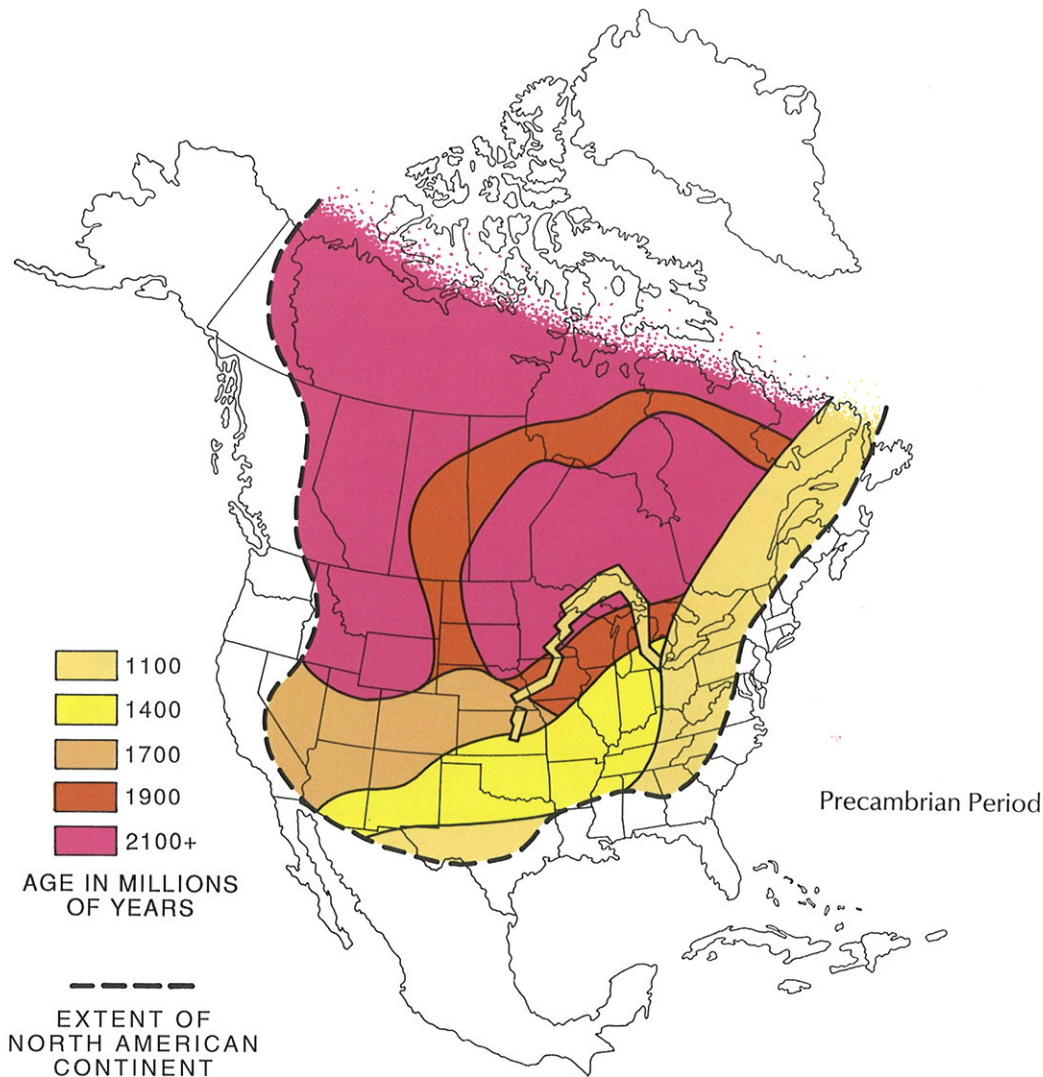 1100
1400
1700
1900
2100+
AGE IN MILLIONS
OF YEARS
EXTENT OF
NORTH AMERICAN
CONTINENT
Precambrian Period